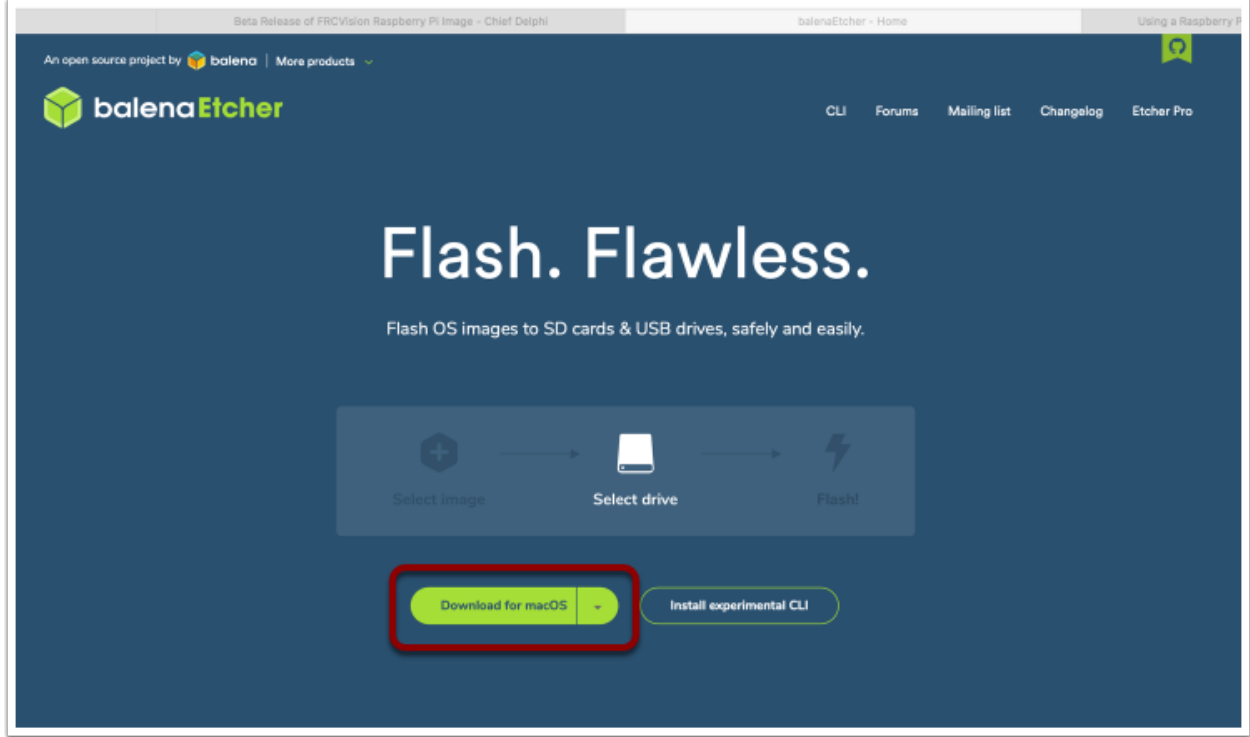 Beta Release of FRCVision Raspberry Pi Image - Chief Delphi
balenaEtcher - Home
Using a Raspberry P
An open source project by balena | More products
balenaEtcher
CLI Forums Mailing list Changelog Etcher Pro
Flash. Flawless.
Flash OS images to SD cards & USB drives, safely and easily.
Select image
Select drive
Flash!
Download for macOS
Install experimental CLI